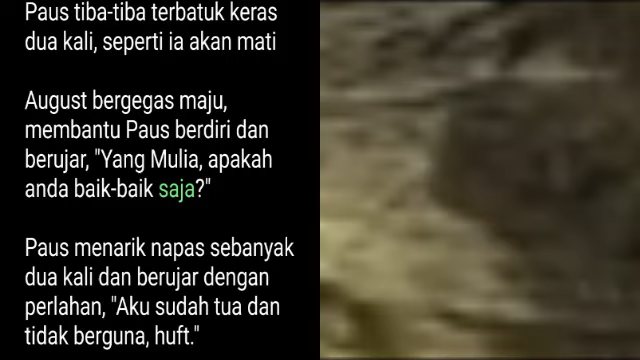 Paus tiba-tiba terbatuk keras
dua kali, seperti ia akan mati
August bergegas maju,
membantu Paus berdiri dan
berujar, "Yang Mulia, apakah
anda baik-baik saja?"
Paus menarik napas sebanyak
dua kali dan berujar dengan
perlahan, "Aku sudah tua dan
tidak berguna, huft."